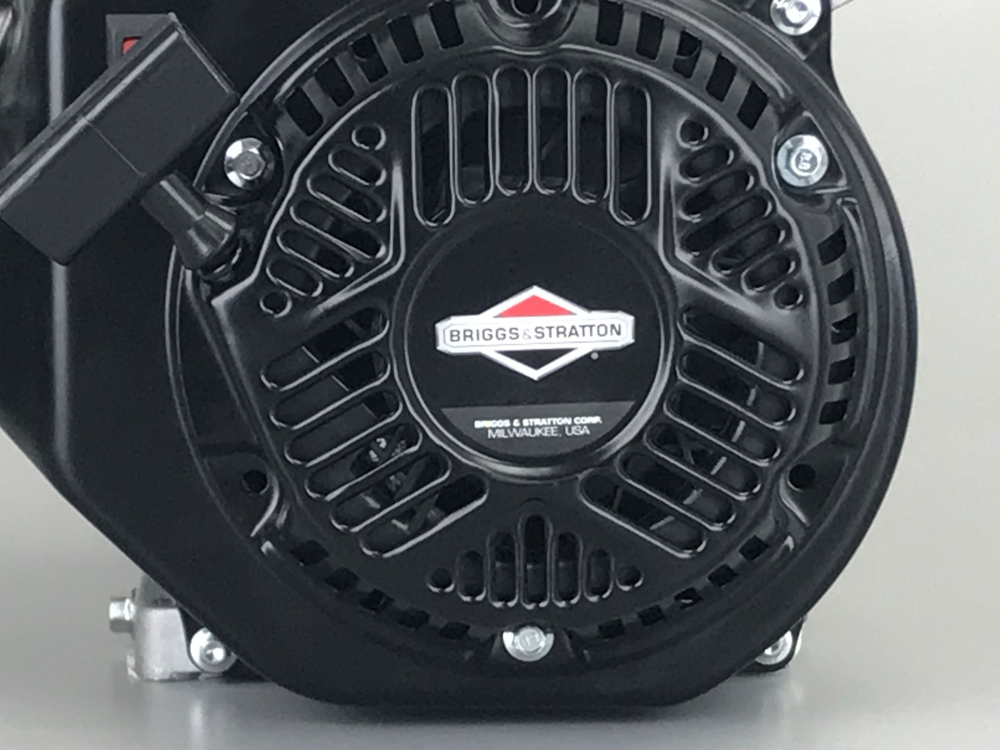 BRIGGS & STRATTON
BRIGGS & STRATTON CORP.
MILWAUKEE, USA